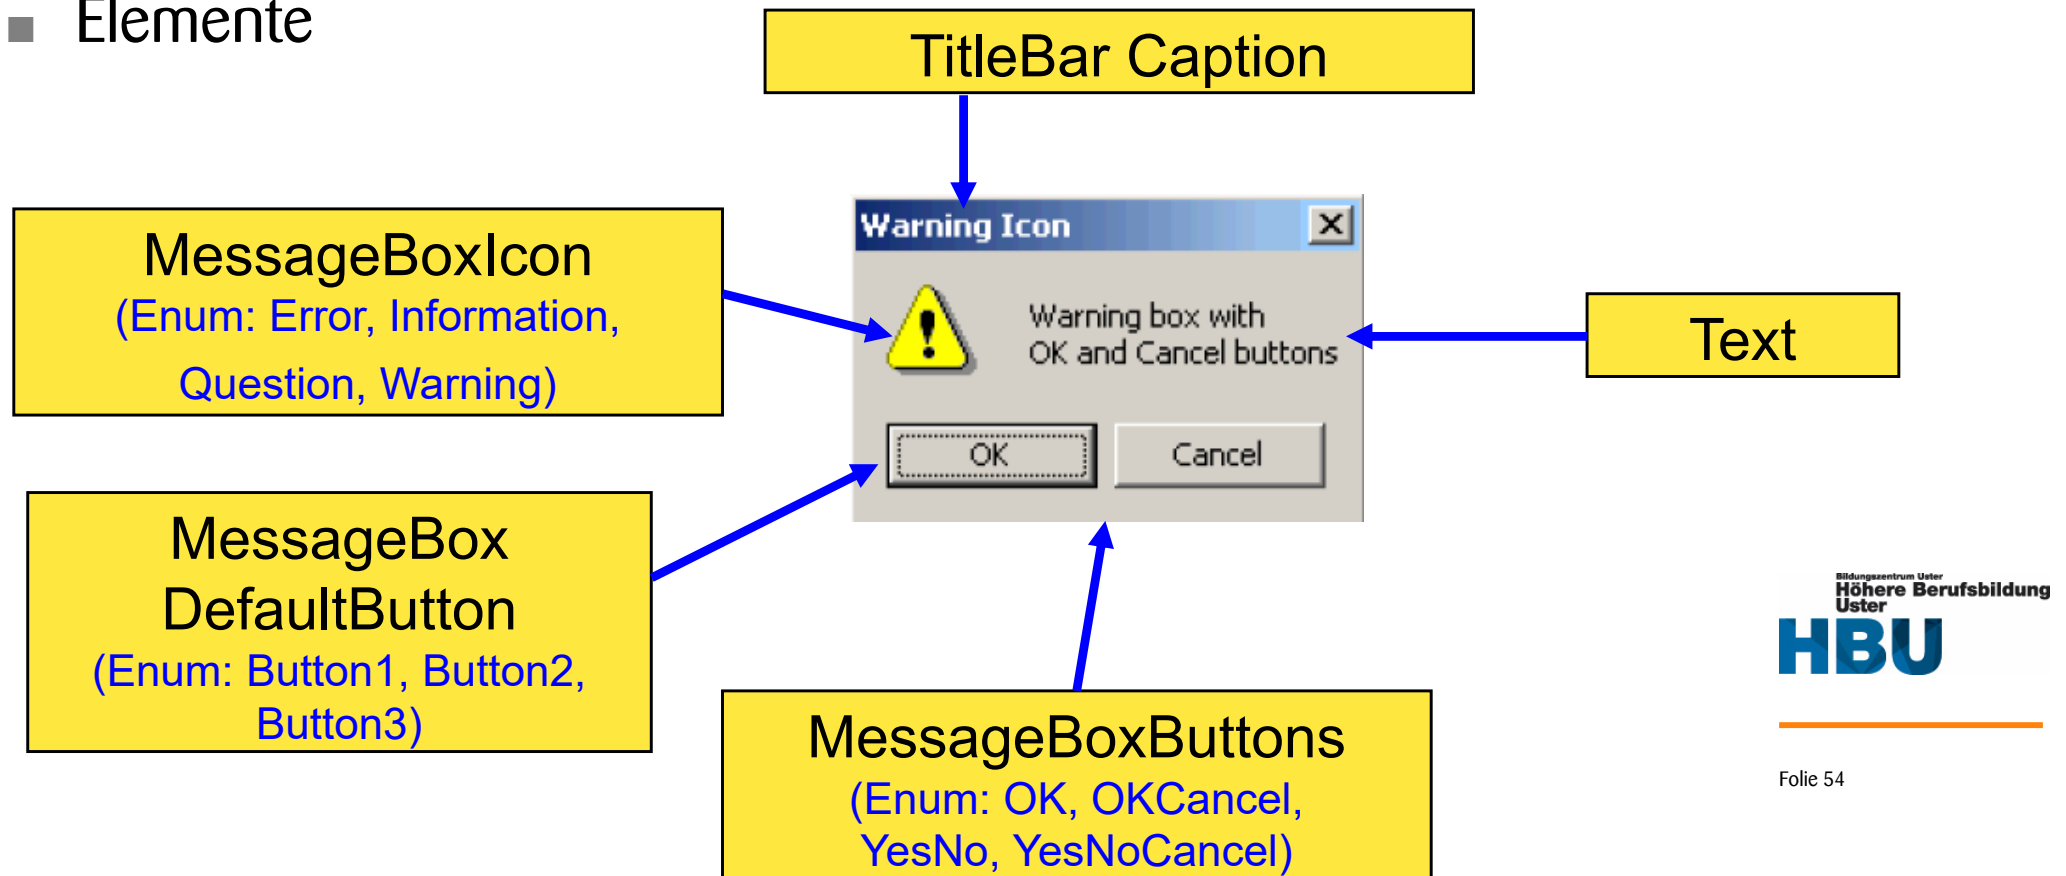 Elemente
TitleBar Caption
MessageBoxIcon
(Enum: Error, Information,
Question, Warning)
Warning Icon
Warning box with
OK and Cancel buttons
OK
Cancel
Text
MessageBox
DefaultButton
(Enum: Button1, Button2,
Button3)
MessageBoxButtons
(Enum: OK, OKCancel,
YesNo, YesNoCancel)
Bildungszentrum Uster
Höhere Berufsbildung
Uster
HBU
Folie 54